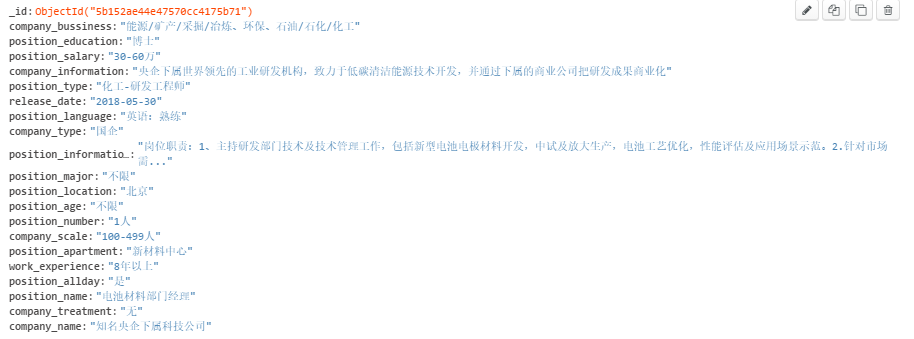 _id: ObjectId("5b152ae44e47570cc4175b71")
company_bussiness: "能源/矿产/采掘/冶炼、环保、石油/石化/化工"
position_education: "博士"
position_salary: "30-60万"
company_information: "央企下属世界领先的工业研发机构，致力于低碳清洁能源技术开发，并通过下属的商业公司把研发成果商业化"
position_type: "化工-研发工程师"
release_date: "2018-05-30"
position_language: "英语：熟练"
company_type: "国企"
position_informatio…: "岗位职责：1、主持研发部门技术及技术管理工作，包括新型电池电极材料开发，中试及放大生产，电池工艺优化，性能评估及应用场景示范。2.针对市场
需..."
position_major: "不限"
position_location: "北京"
position_age: "不限"
position_number: "1人"
company_scale: "100-499人"
position_apartment: "新材料中心"
work_experience: "8年以上"
position_allday: "是"
position_name: "电池材料部门经理"
company_treatment: "无"
company_name: "知名央企下属科技公司"